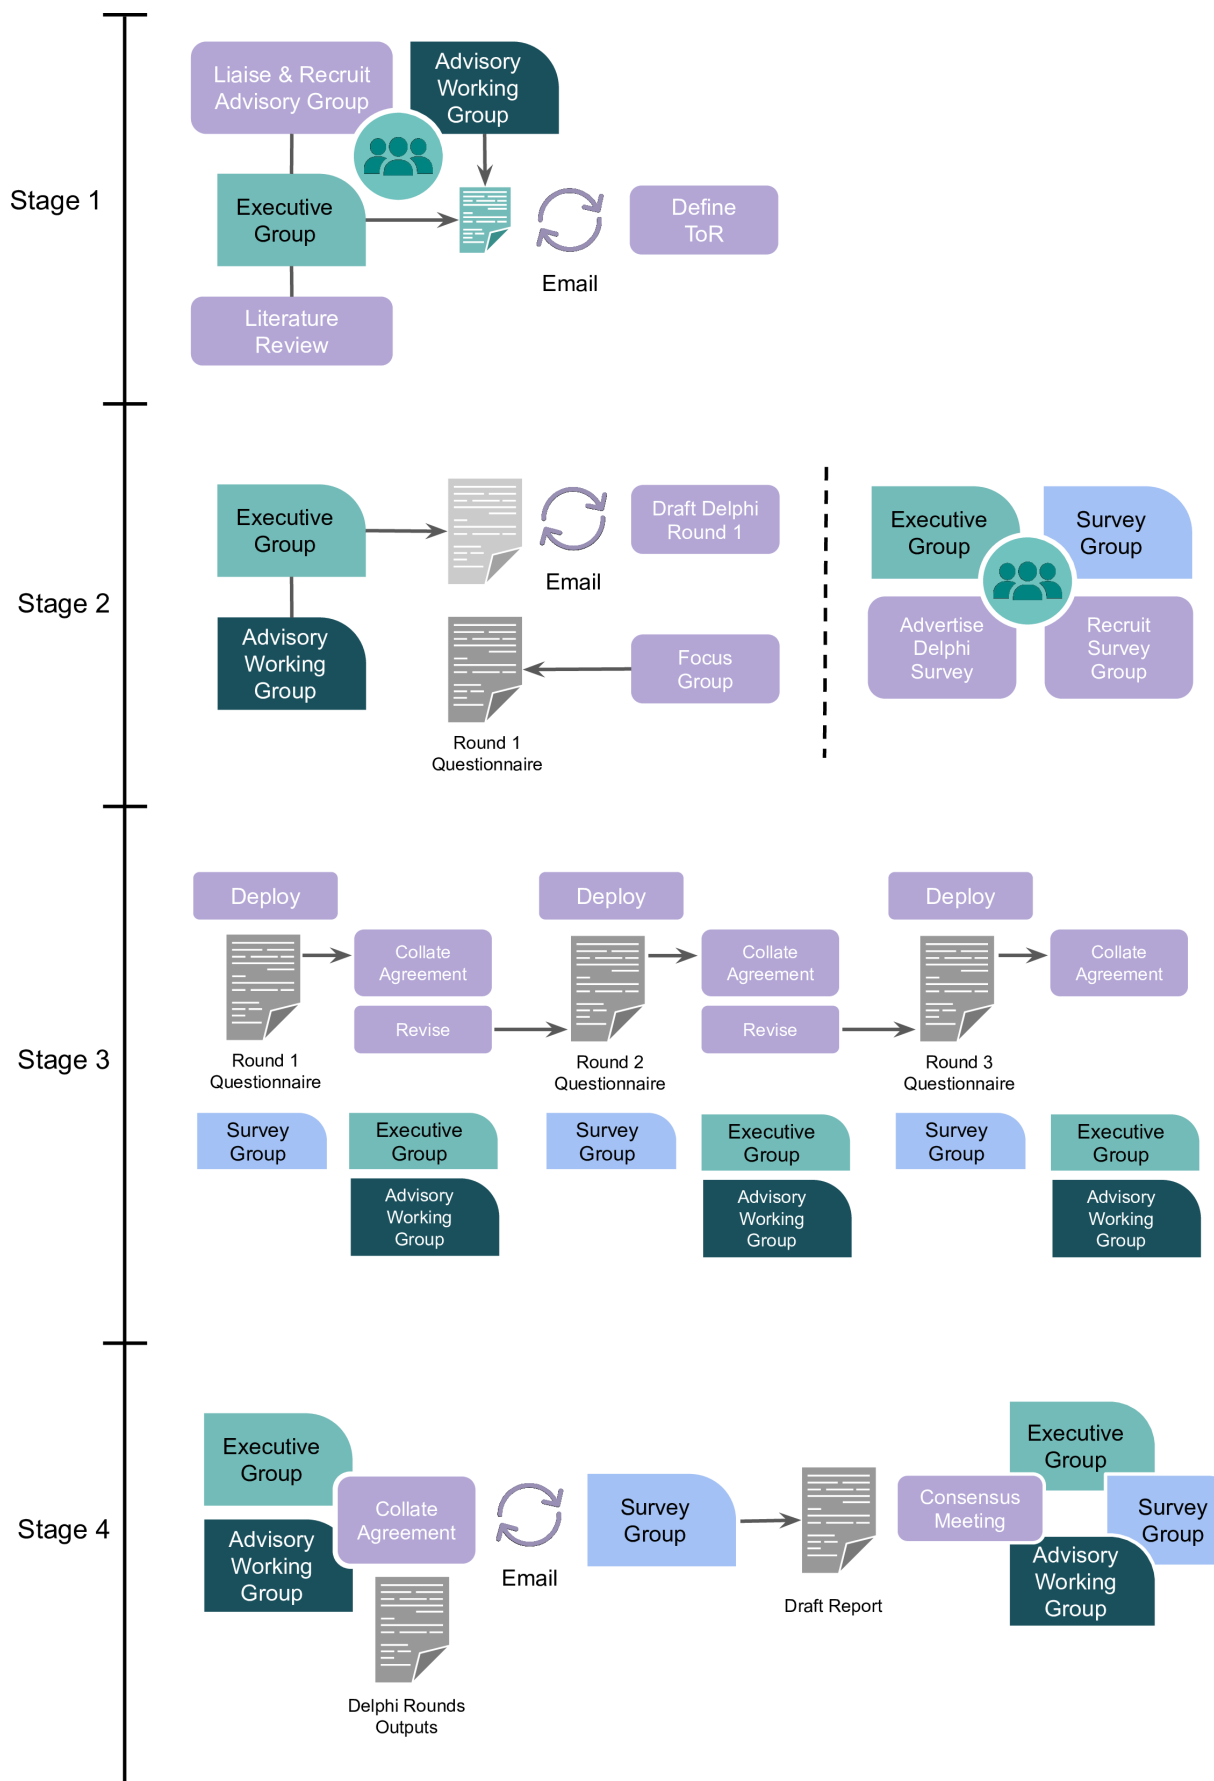 Stage 1
Liaise & Recruit
Advisory Group
Advisory
Working
Group
Executive
Group
Email
Define
ToR
Literature
Review
Stage 2
Executive
Group
Advisory
Working
Group
Email
Draft Delphi
Round 1
Round 1
Questionnaire
Focus
Group
Executive
Group
Survey
Group
Advertise
Delphi
Survey
Recruit
Survey
Group
Stage 3
Deploy
Collate
Agreement
Revise
Round 1
Questionnaire
Deploy
Collate
Agreement
Revise
Round 2
Questionnaire
Deploy
Collate
Agreement
Round 3
Questionnaire
Survey
Group
Executive
Group
Advisory
Working
Group
Survey
Group
Executive
Group
Advisory
Working
Group
Survey
Group
Executive
Group
Advisory
Working
Group
Stage 4
Executive
Group
Advisory
Working
Group
Collate
Agreement
Delphi Rounds
Outputs
Email
Survey
Group
Draft Report
Consensus
Meeting
Executive
Group
Survey
Group
Advisory
Working
Group